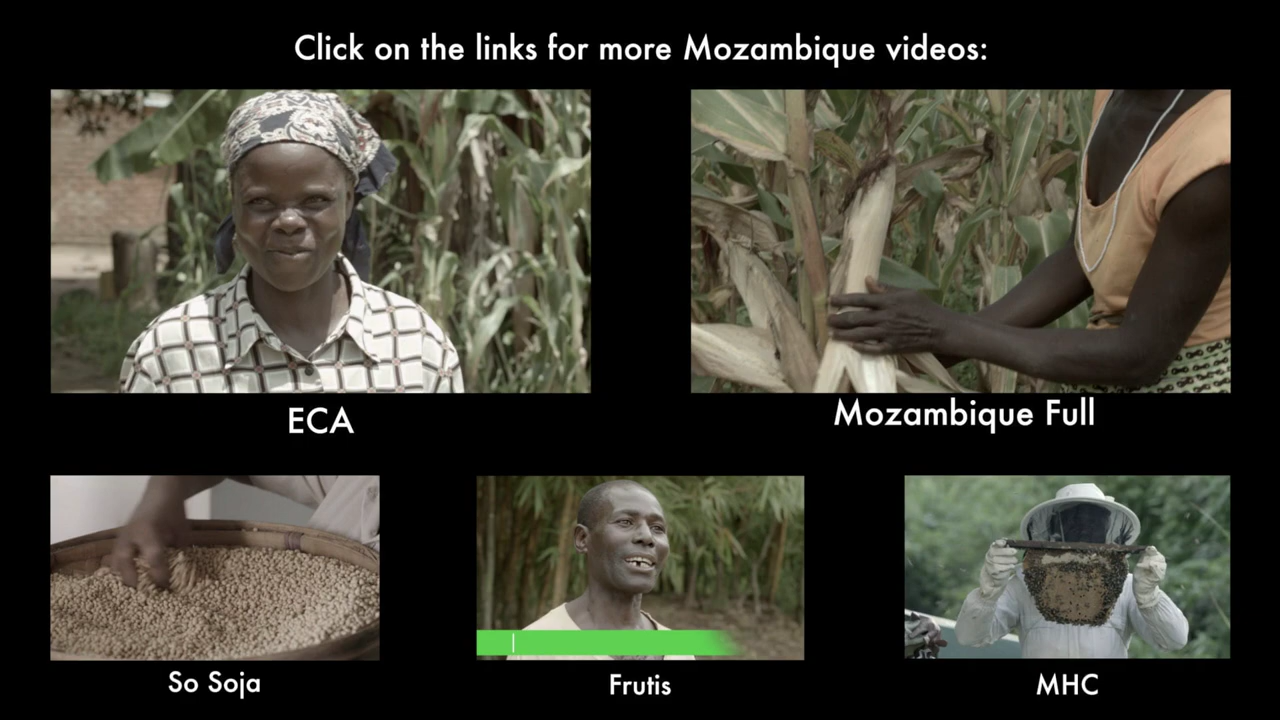 Click on the links for more Mozambique videos:
ECA
Mozambique Full
So Soja
Frutis
MHC